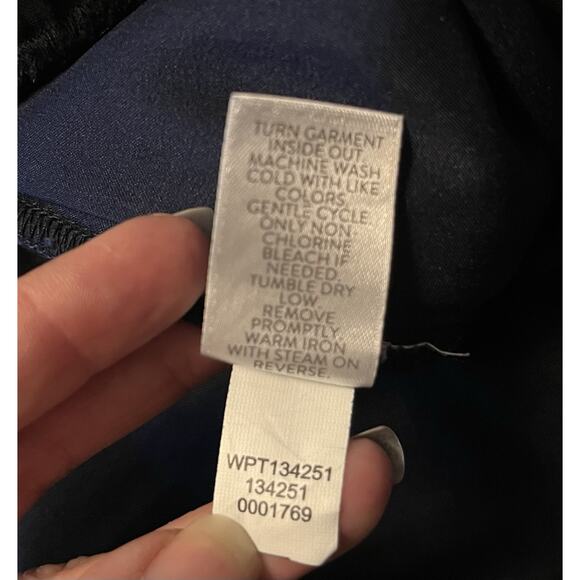 TURN GARMENT
INSIDE OUT.
MACHINE WASH
COLD WITH LIKE
COLORS.
GENTLE CYCLE.
ONLY NON
CHLORINE
BLEACH IF
NEEDED.
TUMBLE DRY
LOW.
REMOVE
PROMPTLY.
WARM IRON
WITH STEAM ON
REVERSE.
WPT134251
134251
0001769